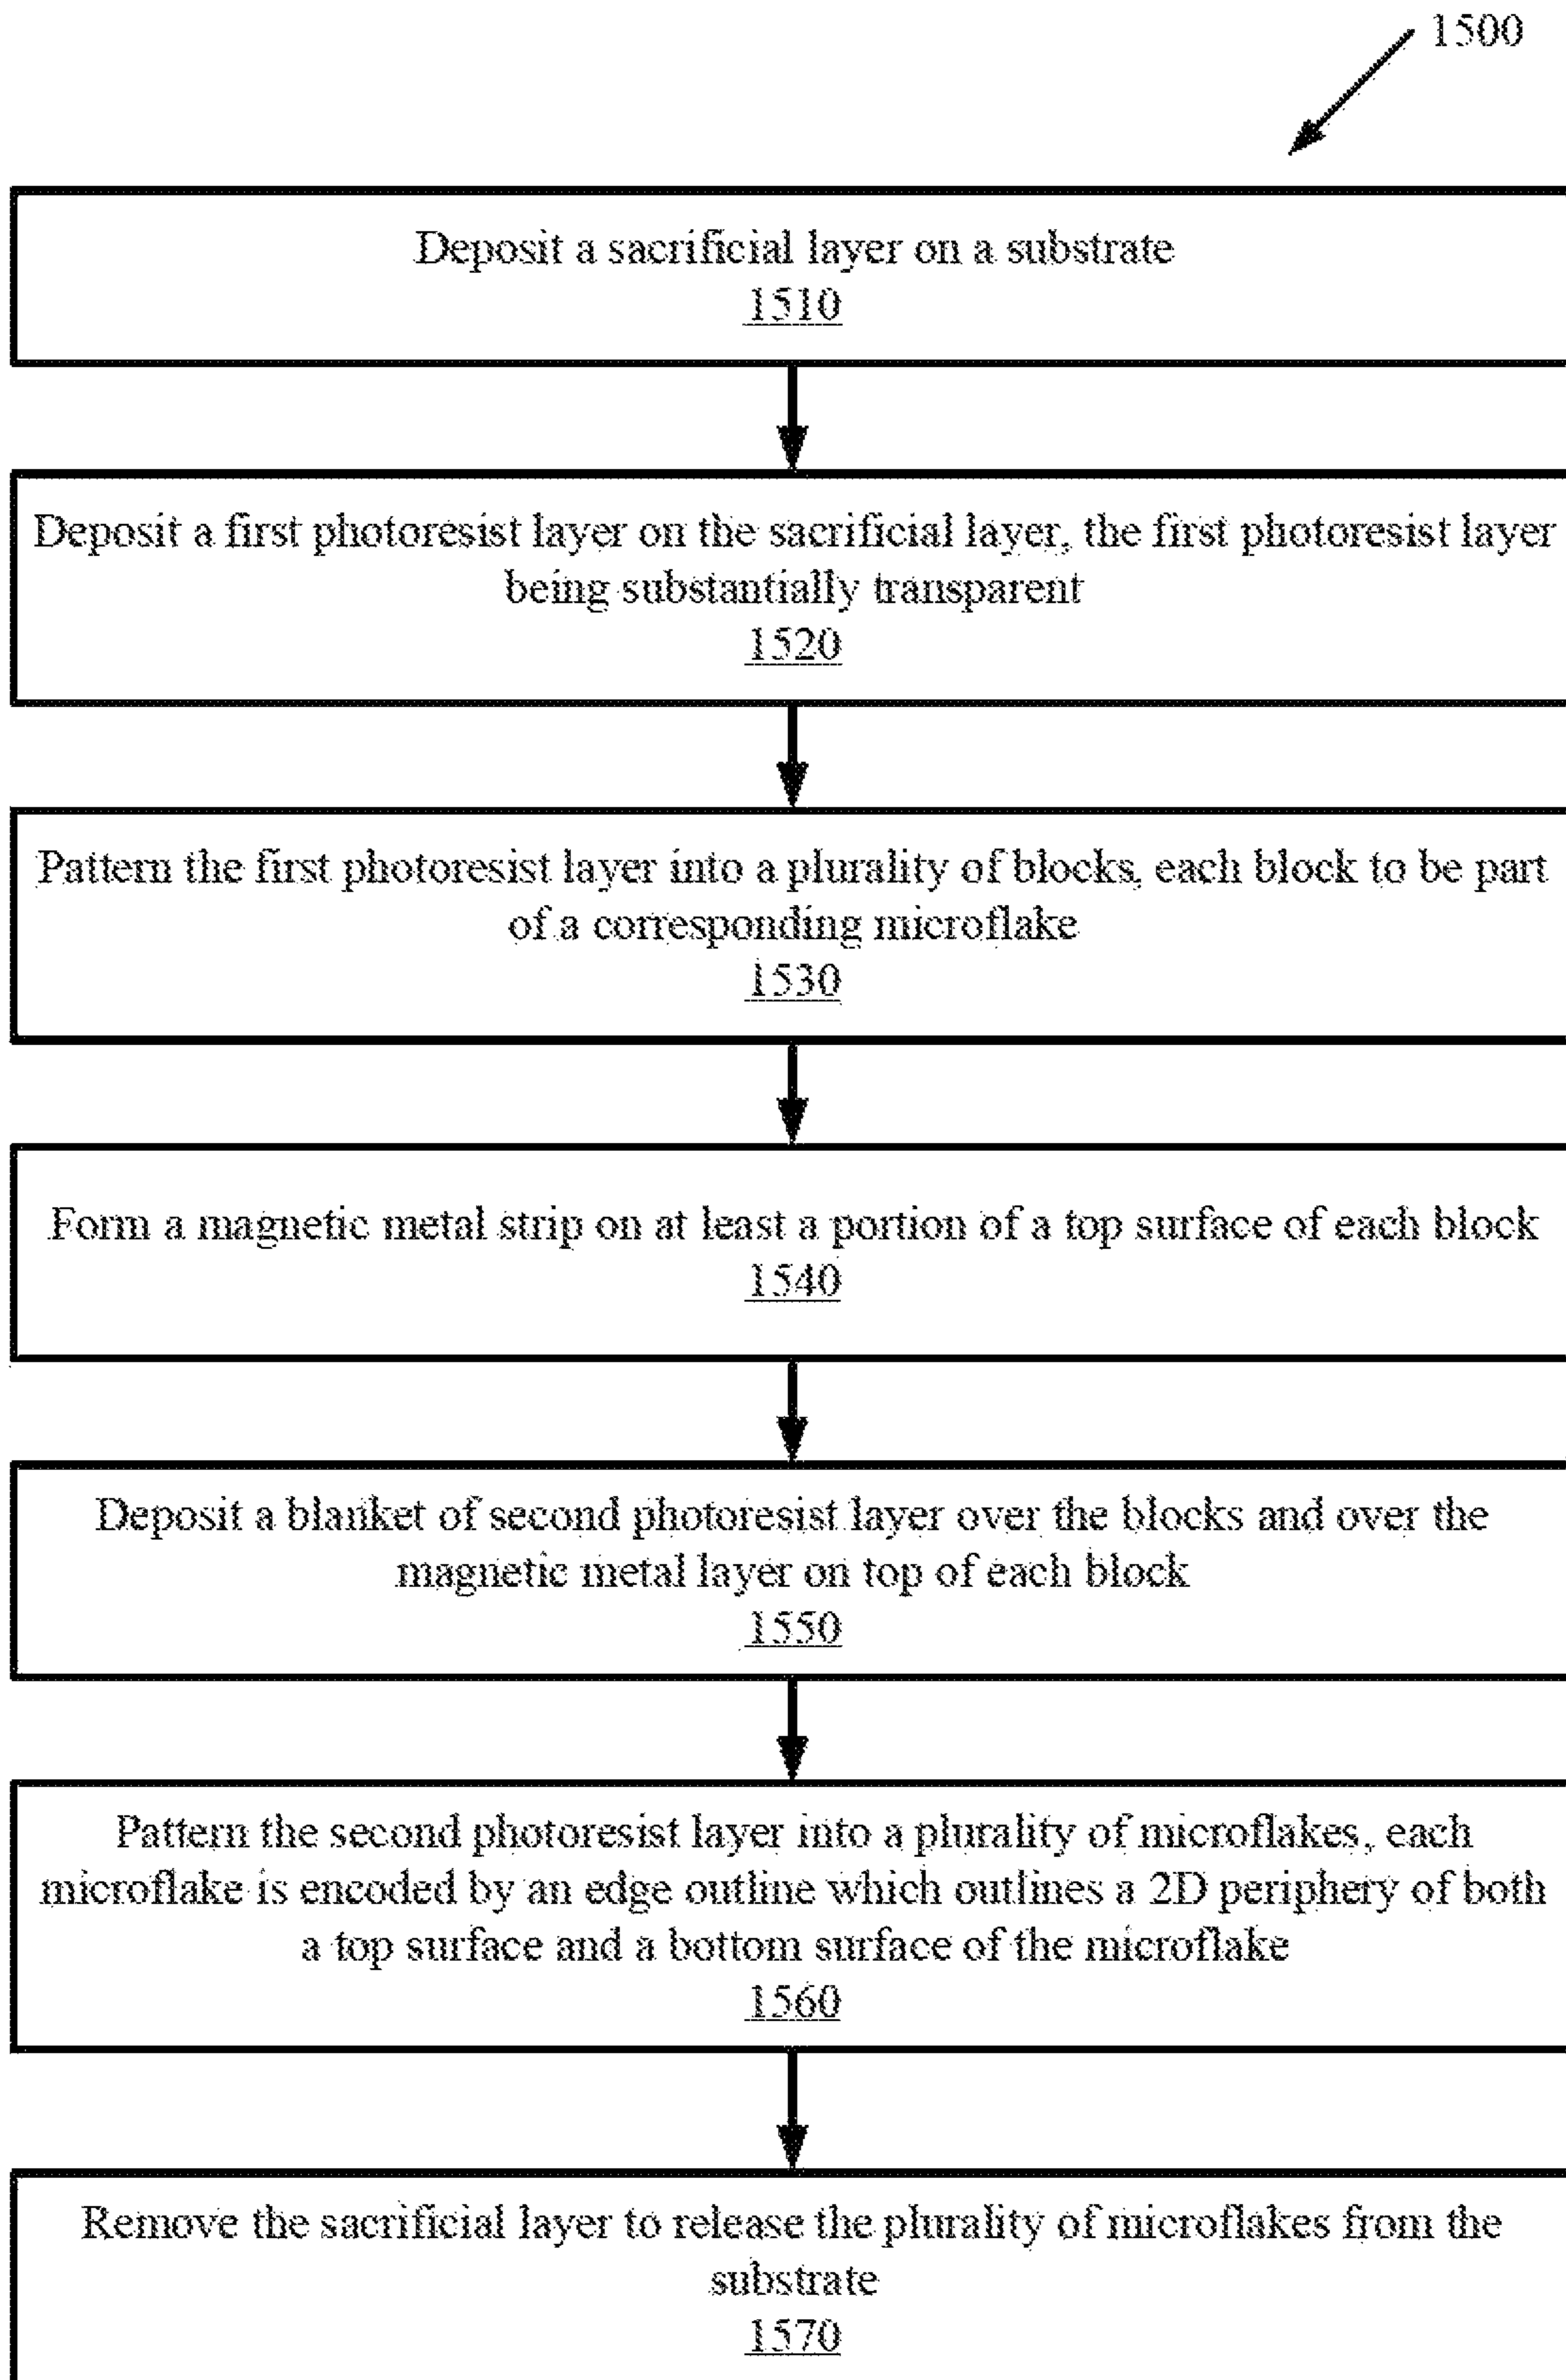 1500
Deposit a sacrificial layer on a substrate
1510
Deposit a first photoresist layer on the sacrificial layer, the first photoresist layer
being substantially transparent
1520
Pattern the first photoresist layer into a plurality of blocks, each block to be part
of a corresponding microflake
1530
Form a magnetic metal strip on at least a portion of a top surface of each block
1540
Deposit a blanket of second photoresist layer over the blocks and over the
magnetic metal layer on top of each block
1550
Pattern the second photoresist layer into a plurality of microflakes, each
microflake is encoded by an edge outline which outlines a 2D periphery of both
a top surface and a bottom surface of the microflake
1560
Remove the sacrificial layer to release the plurality of microflakes from the
substrate
1570